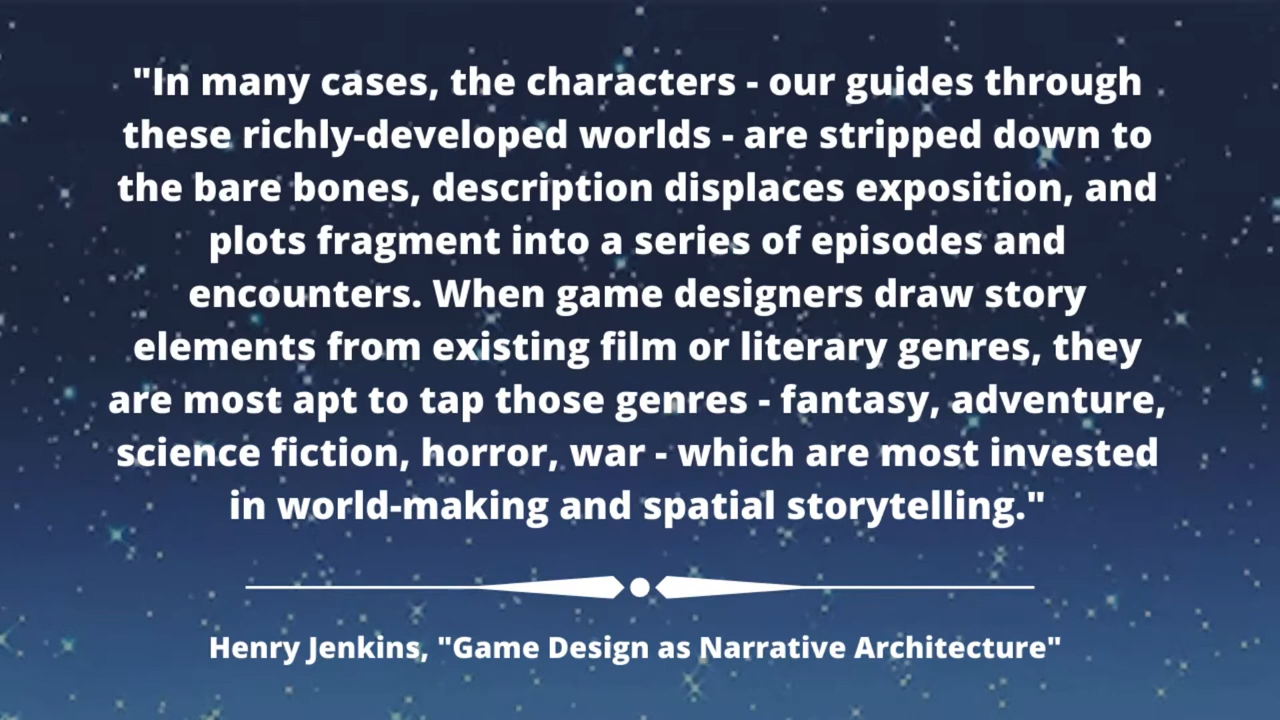 "In many cases, the characters - our guides through
these richly-developed worlds - are stripped down to
the bare bones, description displaces exposition, and
plots fragment into a series of episodes and
encounters. When game designers draw story
elements from existing film or literary genres, they
are most apt to tap those genres - fantasy, adventure,
science fiction, horror, war - which are most invested
in world-making and spatial storytelling."
Henry Jenkins, "Game Design as Narrative Architecture"